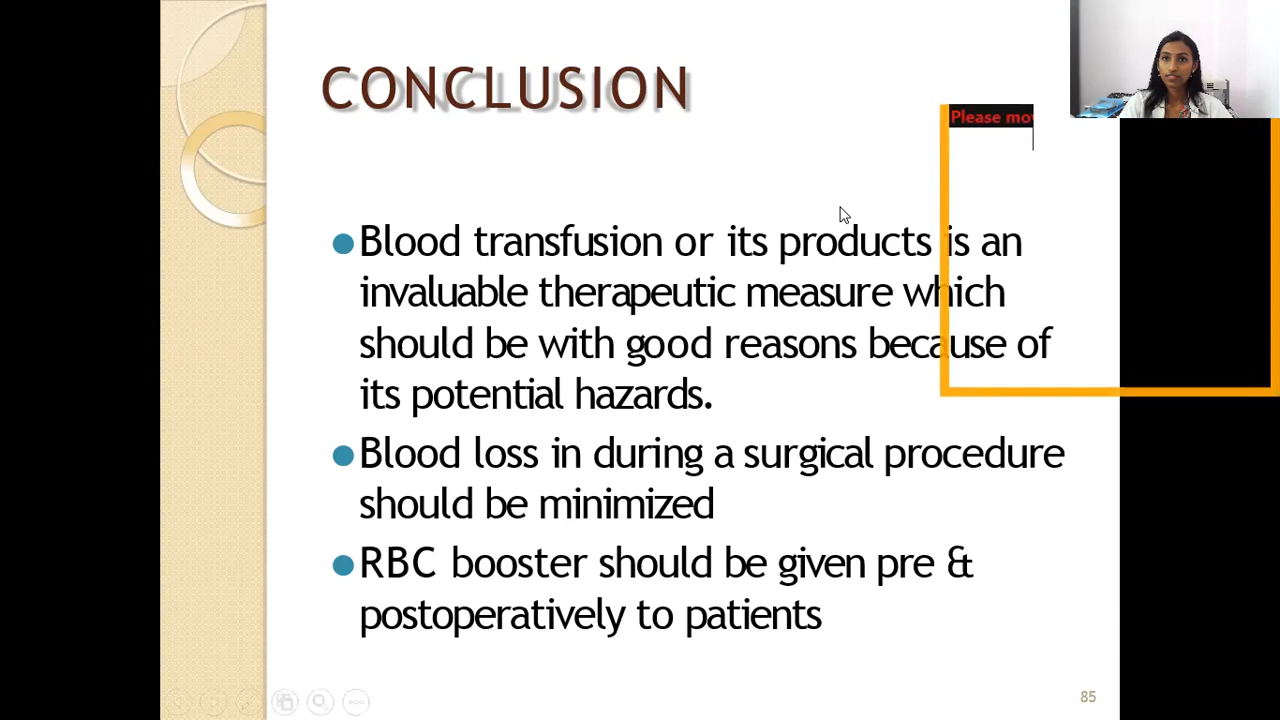 CONCLUSION
Please mo
Blood transfusion or its products is an
invaluable therapeutic measure which
should be with good reasons because of
its potential hazards.
Blood loss in during a surgical procedure
should be minimized
RBC booster should be given pre &
postoperatively to patients
85